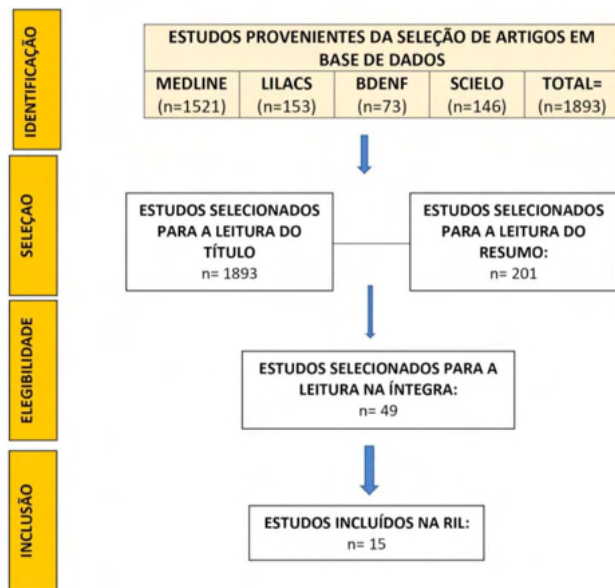 IDENTIFICAÇÃO
ESTUDOS PROVENIENTES DA SELEÇÃO DE ARTIGOS EM
BASE DE DADOS
MEDLINE
(n=1521)
LILACS
(n=153)
BDENF
(n=73)
SCIELO
(n=146)
TOTAL=
(n=1893)
SELEÇAO
ESTUDOS SELECIONADOS
PARA A LEITURA DO
TÍTULO
n= 1893
ESTUDOS SELECIONADOS
PARA A LEITURA DO
RESUMO:
n= 201
ELEGIBILIDADE
ESTUDOS SELECIONADOS PARA A
LEITURA NA ÍNTEGRA:
n= 49
INCLUSÃO
ESTUDOS INCLUÍDOS NA RIL:
n= 15